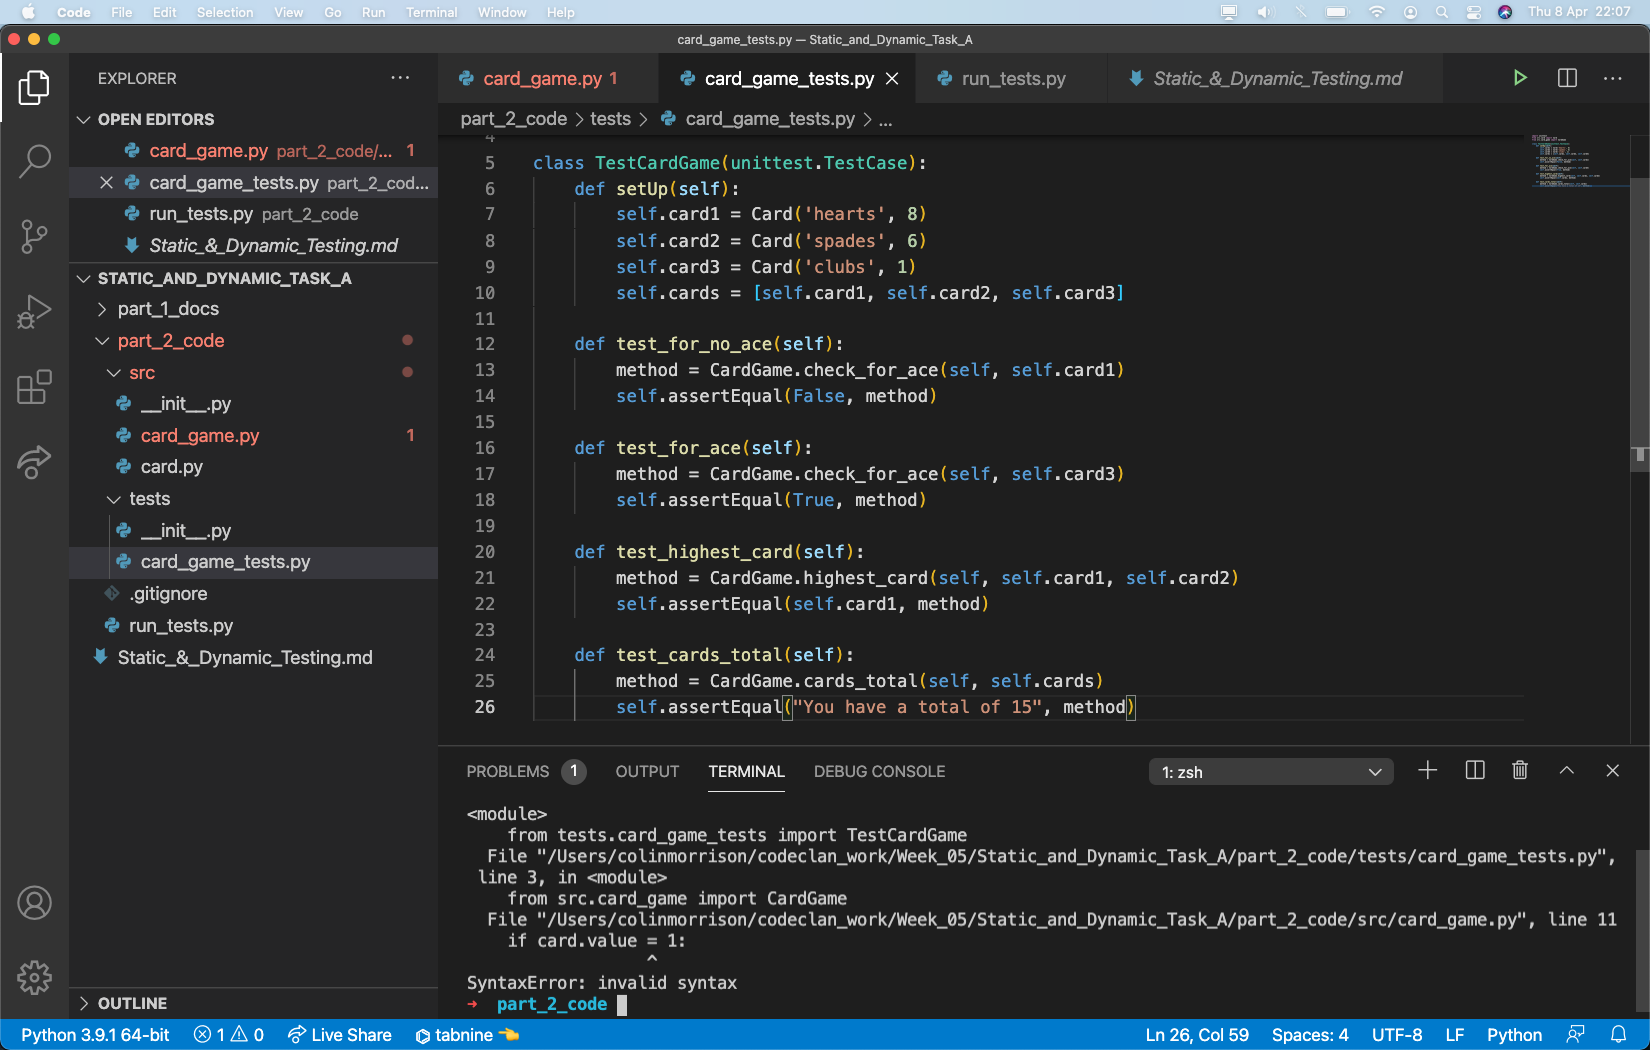 Code File Edit Selection View Go Run Terminal Window Help Thu 8 Apr 22:07
card_game_tests.py — Static_and_Dynamic_Task_A
EXPLORER
OPEN EDITORS
card_game.py part_2_code/... 1
card_game_tests.py part_2_cod...
run_tests.py part_2_code
Static_&_Dynamic_Testing.md
STATIC_AND_DYNAMIC_TASK_A
part_1_docs
part_2_code
src
__init__.py
card_game.py 1
card.py
tests
__init__.py
card_game_tests.py
.gitignore
run_tests.py
Static_&_Dynamic_Testing.md
OUTLINE
card_game.py 1 card_game_tests.py run_tests.py Static_&_Dynamic_Testing.md
part_2_code > tests > card_game_tests.py > ...
4
5 class TestCardGame(unittest.TestCase):
6 def setUp(self):
7 self.card1 = Card('hearts', 8)
8 self.card2 = Card('spades', 6)
9 self.card3 = Card('clubs', 1)
10 self.cards = [self.card1, self.card2, self.card3]
11
12 def test_for_no_ace(self):
13 method = CardGame.check_for_ace(self, self.card1)
14 self.assertEqual(False, method)
15
16 def test_for_ace(self):
17 method = CardGame.check_for_ace(self, self.card3)
18 self.assertEqual(True, method)
19
20 def test_highest_card(self):
21 method = CardGame.highest_card(self, self.card1, self.card2)
22 self.assertEqual(self.card1, method)
23
24 def test_cards_total(self):
25 method = CardGame.cards_total(self, self.cards)
26 self.assertEqual("You have a total of 15", method)
PROBLEMS 1 OUTPUT TERMINAL DEBUG CONSOLE 1: zsh
<module>
from tests.card_game_tests import TestCardGame
File "/Users/colinmorrison/codeclan_work/Week_05/Static_and_Dynamic_Task_A/part_2_code/tests/card_game_tests.py",
line 3, in <module>
from src.card_game import CardGame
File "/Users/colinmorrison/codeclan_work/Week_05/Static_and_Dynamic_Task_A/part_2_code/src/card_game.py", line 11
if card.value = 1:
^
SyntaxError: invalid syntax
→ part_2_code
Python 3.9.1 64-bit 1 0 Live Share tabnine Ln 26, Col 59 Spaces: 4 UTF-8 LF Python